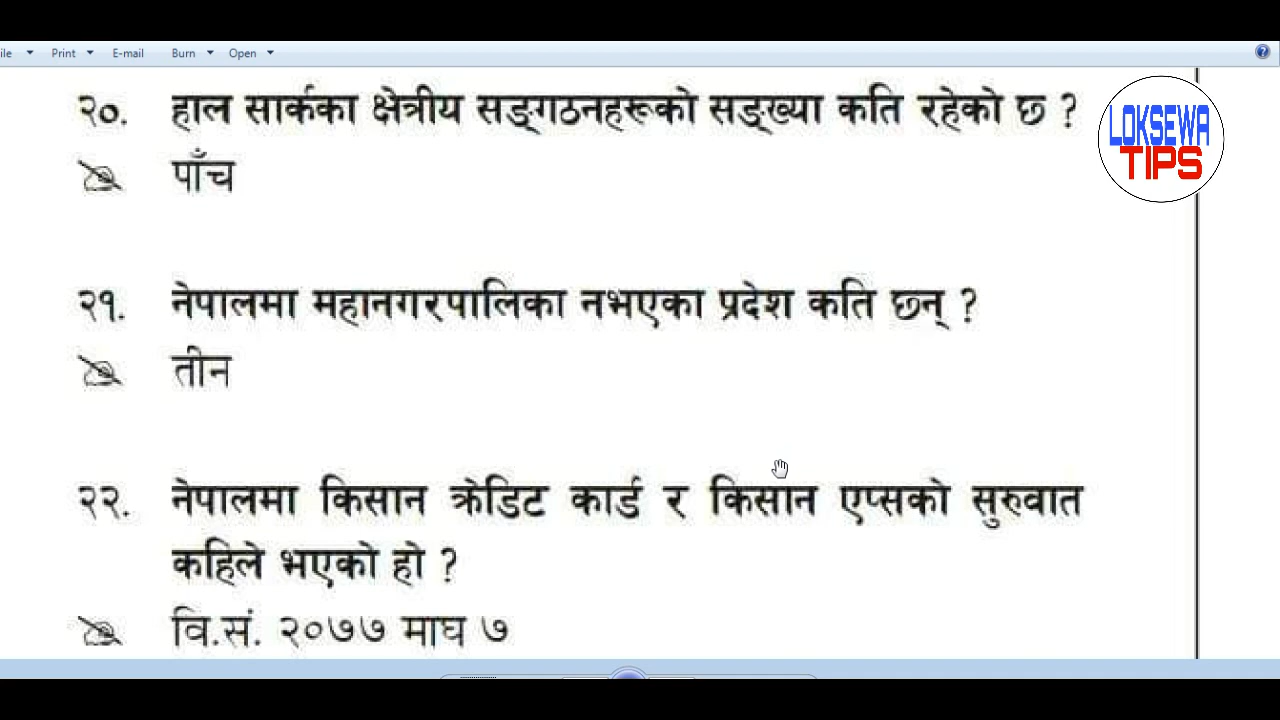 ile Print E-mail Burn Open
२०. हाल सार्कका क्षेत्रीय सङ्गठनहरूको सङ्ख्या कति रहेको छ ?
LOKSEWA
TIPS
पाँच
२१. नेपालमा महानगरपालिका नभएका प्रदेश कति छन् ?
तीन
२२. नेपालमा किसान क्रेडिट कार्ड र किसान एप्सको सुरुवात
कहिले भएको हो ?
वि.सं. २०७७ माघ ७